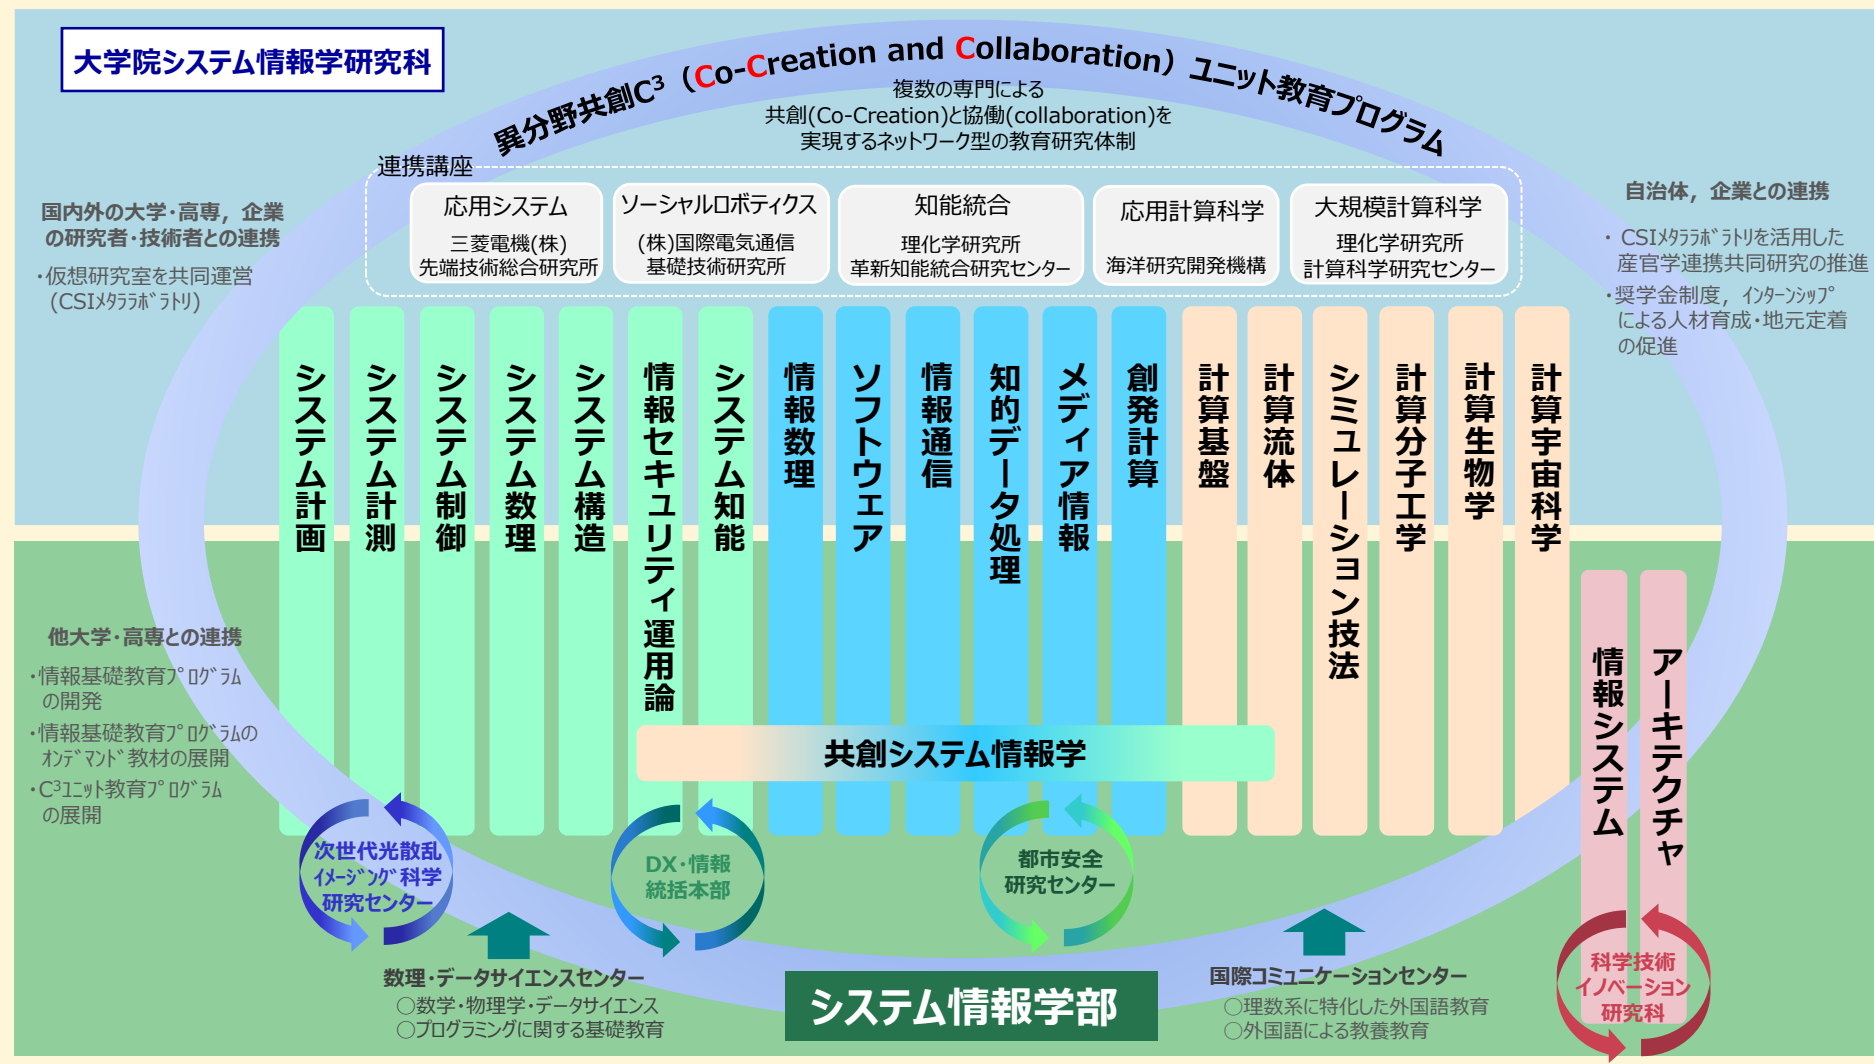 大学院システム情報学研究科
異分野共創C³（Co-Creation and Collaboration）ユニット教育プログラム
複数の専門による
共創(Co-Creation)と協働(collaboration)を
実現するネットワーク型の教育研究体制
連携講座
応用システム
三菱電機(株)
先端技術総合研究所
ソーシャルロボティクス
(株)国際電気通信
基礎技術研究所
知能統合
理化学研究所
革新知能統合研究センター
応用計算科学
海洋研究開発機構
大規模計算科学
理化学研究所
計算科学研究センター
国内外の大学・高専，企業
の研究者・技術者との連携
・仮想研究室を共同運営
(CSIﾒﾀﾗﾗﾎﾞﾗﾄﾘ)
自治体，企業との連携
・CSIﾒﾀﾗﾗﾎﾞﾗﾄﾘを活用した
産官学連携共同研究の推進
・奨学金制度，ｲﾝﾀｰﾝｼｯﾌﾟ
による人材育成・地元定着
の促進
システム計画
システム計測
システム制御
システム数理
システム構造
情報セキュリティ運用論
システム知能
情報数理
ソフトウェア
情報通信
知的データ処理
メディア情報
創発計算
計算基盤
計算流体
シミュレーション技法
計算分子工学
計算生物学
計算宇宙科学
情報システム
アーキテクチャ
他大学・高専との連携
・情報基礎教育ﾌﾟﾛｸﾞﾗﾑ
の開発
・情報基礎教育ﾌﾟﾛｸﾞﾗﾑの
ｵﾝﾃﾞﾏﾝﾄﾞ教材の展開
・C³ﾕﾆｯﾄ教育ﾌﾟﾛｸﾞﾗﾑ
の展開
共創システム情報学
次世代光散乱
ｲﾒｰｼﾞﾝｸﾞ科学
研究センター
DX・情報
統括本部
都市安全
研究センター
科学技術
イノベーション
研究科
数理・データサイエンスセンター
○数学・物理学・データサイエンス
○プログラミングに関する基礎教育
システム情報学部
国際コミュニケーションセンター
○理数系に特化した外国語教育
○外国語による教養教育